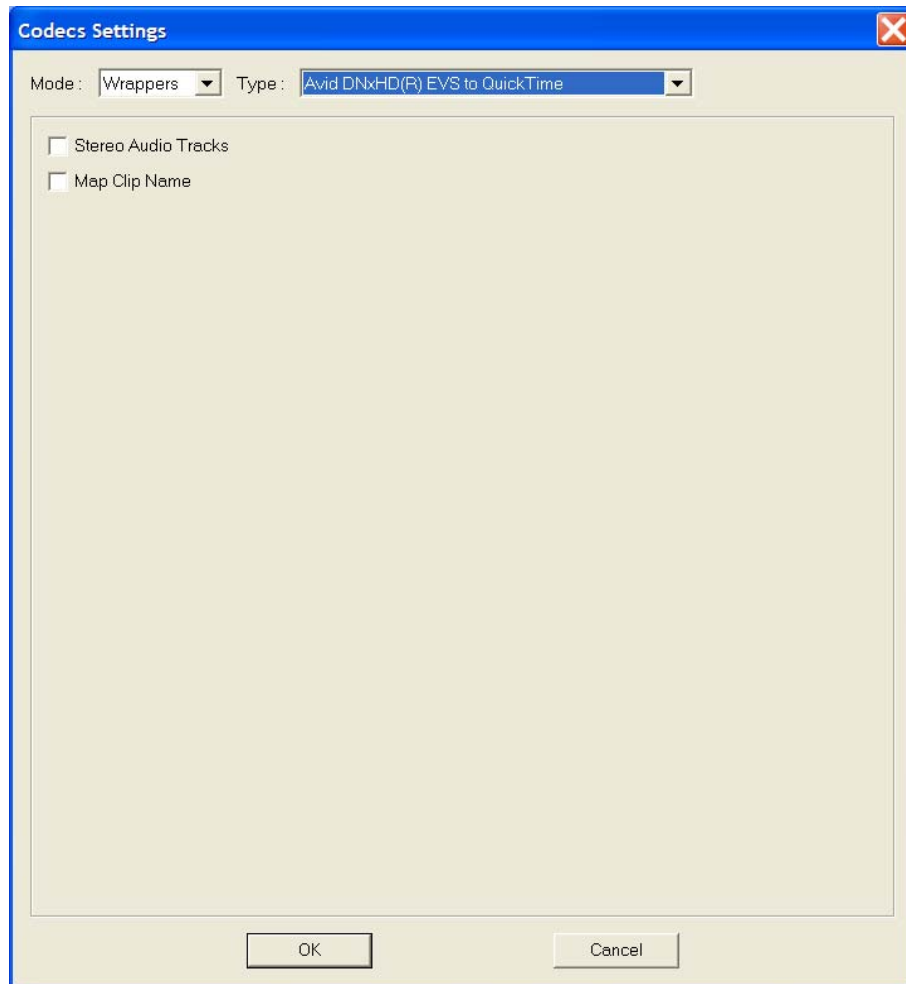 Codecs Settings
Mode : Wrappers Type : Avid DNxHD(R) EVS to QuickTime
Stereo Audio Tracks
Map Clip Name
OK Cancel